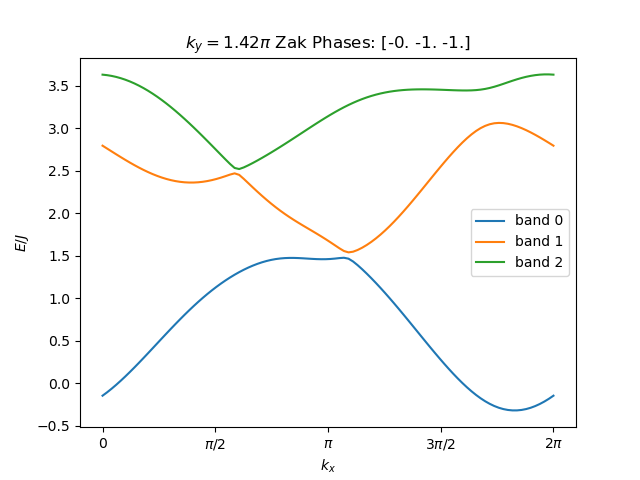 k_y = 1.42π Zak Phases: [-0. -1. -1.]
3.5
3.0
2.5
2.0
1.5
1.0
0.5
0.0
−0.5
E/J
band 0
band 1
band 2
0 π/2 π 3π/2 2π
k_x